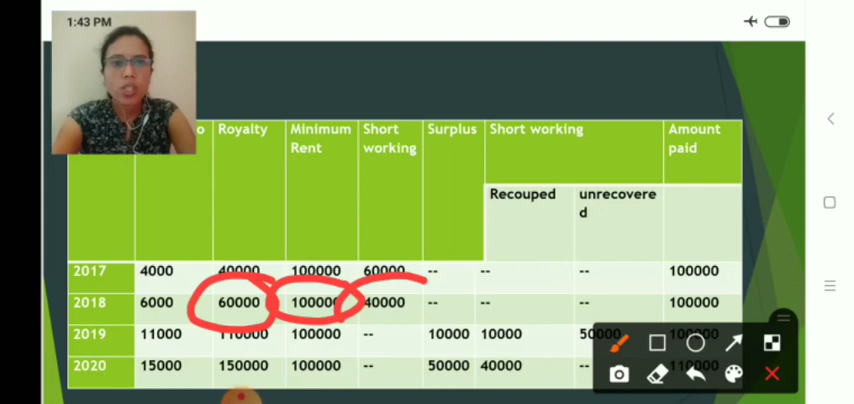 1:43 PM
o Royalty Minimum Rent Short working Surplus Short working Amount paid
Recouped unrecovere d
2017 4000 40000 100000 60000 -- -- -- 100000
2018 6000 60000 100000 40000 -- -- -- 100000
2019 11000 110000 100000 -- 10000 10000 50000 100000
2020 15000 150000 100000 -- 50000 40000 -- 110000